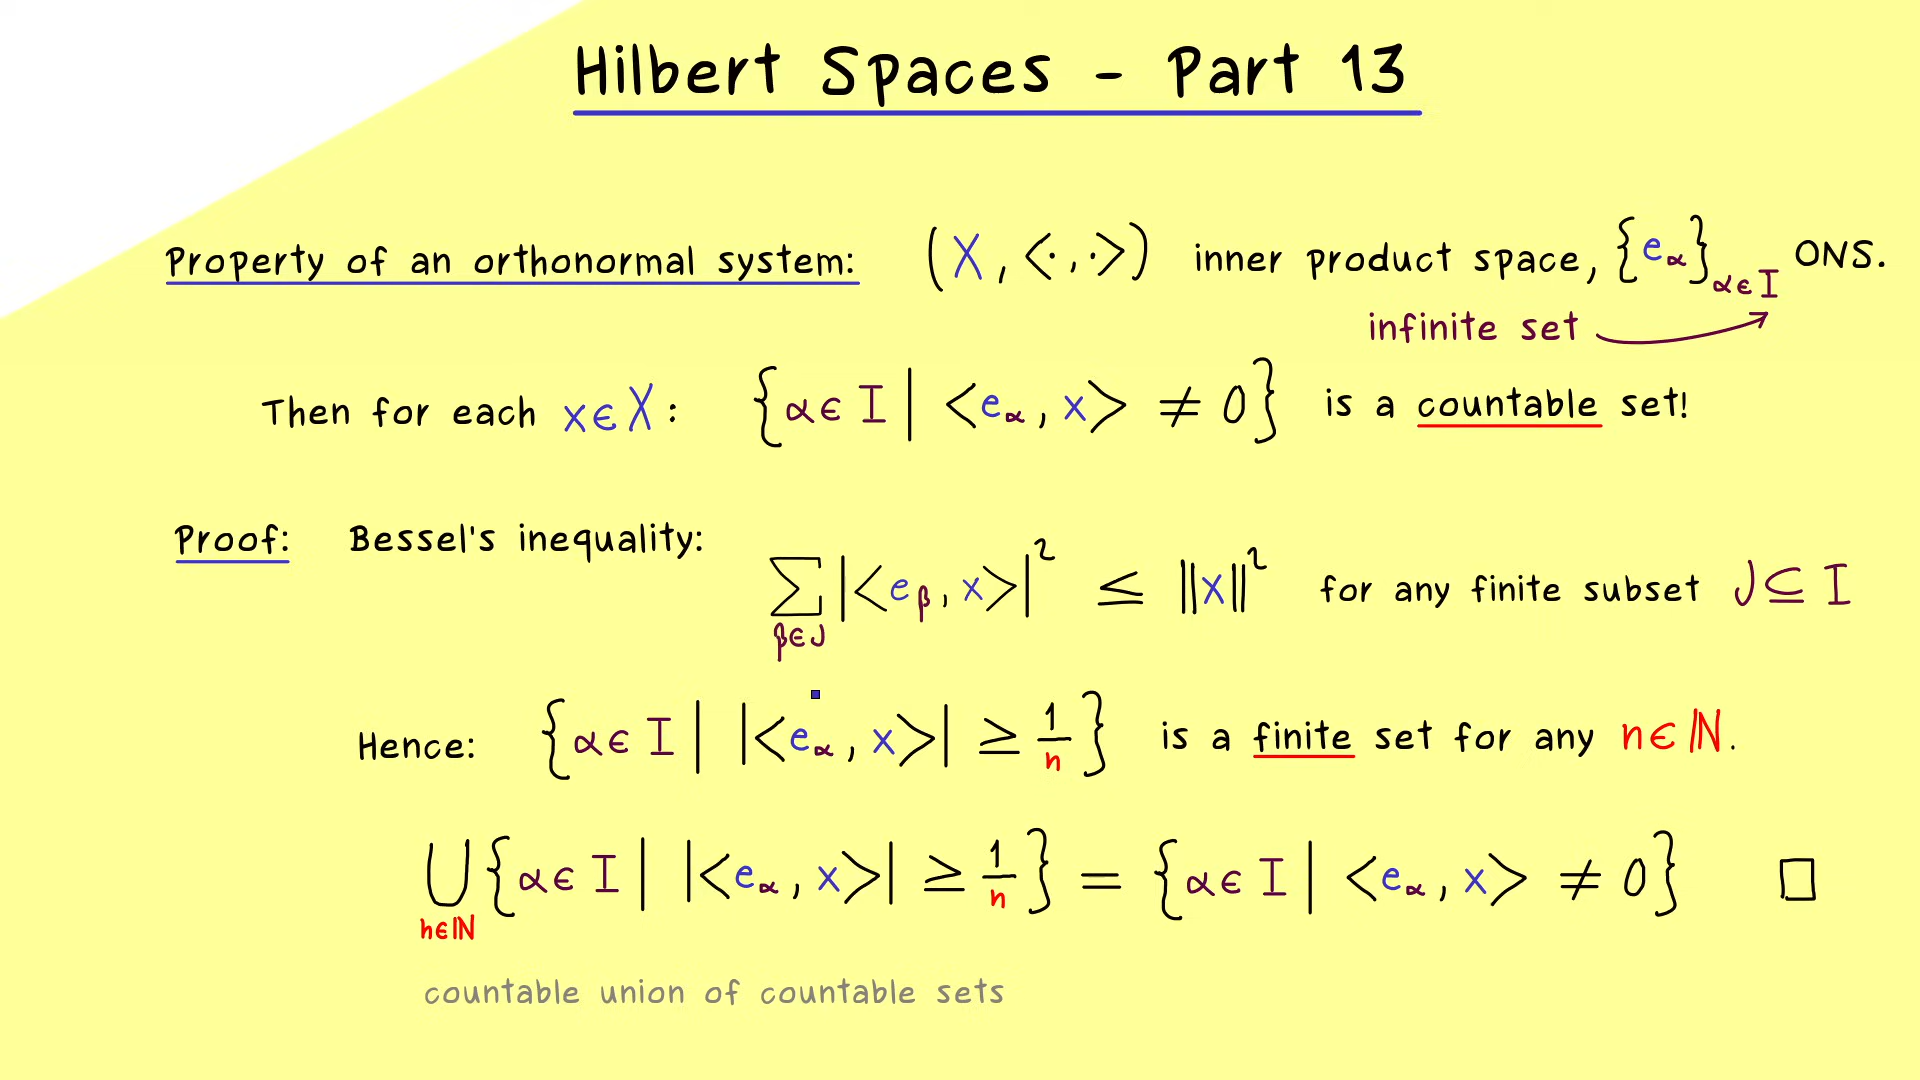 Hilbert Spaces - Part 13
Property of an orthonormal system: (X, <·,·>) inner product space, {e_α}_{α∈I} ONS.
infinite set
Then for each x∈X: {α∈I | <e_α, x> ≠ 0} is a countable set!
Proof: Bessel's inequality:
∑_{β∈J} |<e_β, x>|² ≤ ‖x‖² for any finite subset J⊆I
Hence: {α∈I | |<e_α, x>| ≥ 1/n} is a finite set for any n∈ℕ.
⋃_{n∈ℕ} {α∈I | |<e_α, x>| ≥ 1/n} = {α∈I | <e_α, x> ≠ 0} □
countable union of countable sets